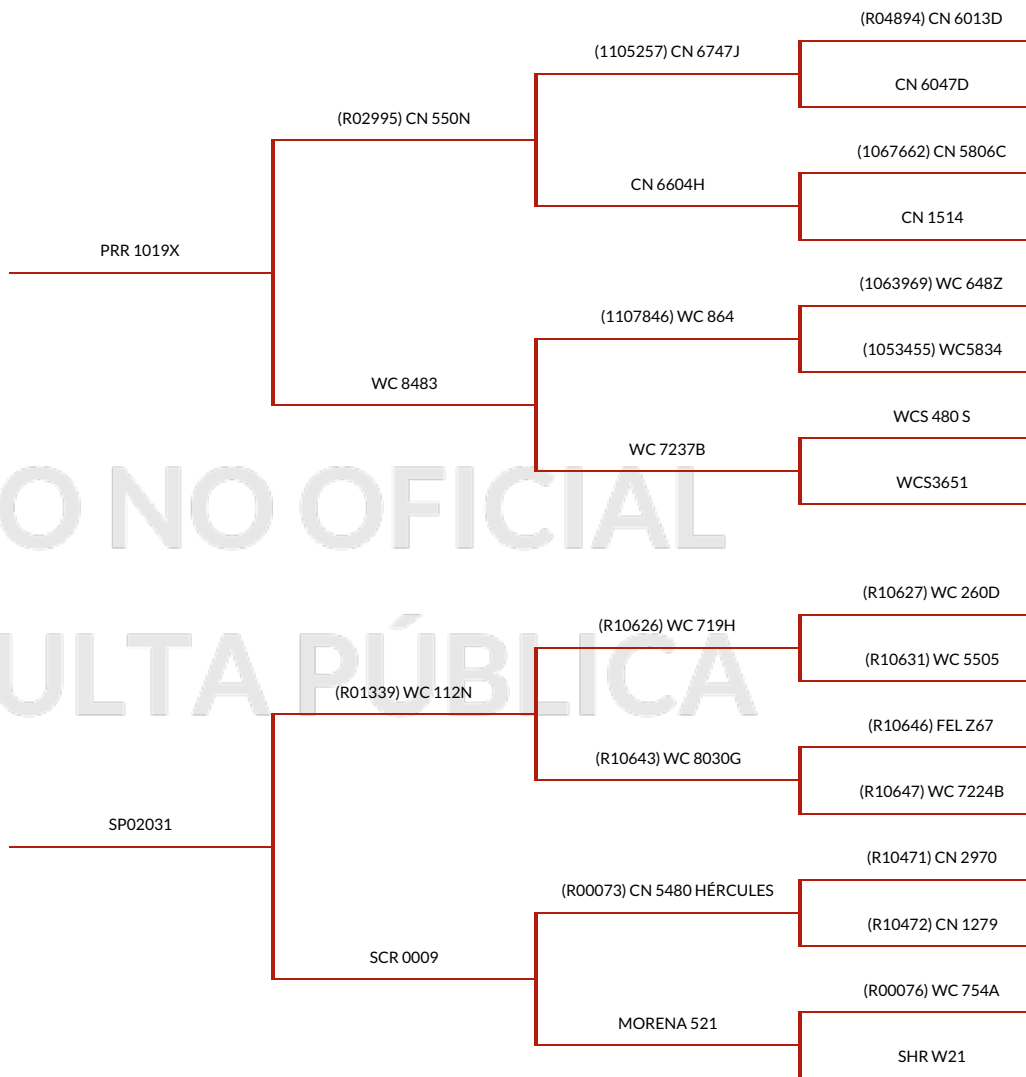 (R04894) CN 6013D
(1105257) CN 6747J
CN 6047D
(R02995) CN 550N
(1067662) CN 5806C
CN 6604H
CN 1514
PRR 1019X
(1063969) WC 648Z
(1107846) WC 864
(1053455) WC5834
WC 8483
WCS 480 S
WC 7237B
WCS3651
O NO OFICIAL
(R10627) WC 260D
(R10626) WC 719H
(R10631) WC 5505
ULTA PÚBLICA
(R01339) WC 112N
(R10646) FEL Z67
(R10643) WC 8030G
(R10647) WC 7224B
SP02031
(R10471) CN 2970
(R00073) CN 5480 HÉRCULES
(R10472) CN 1279
SCR 0009
(R00076) WC 754A
MORENA 521
SHR W21